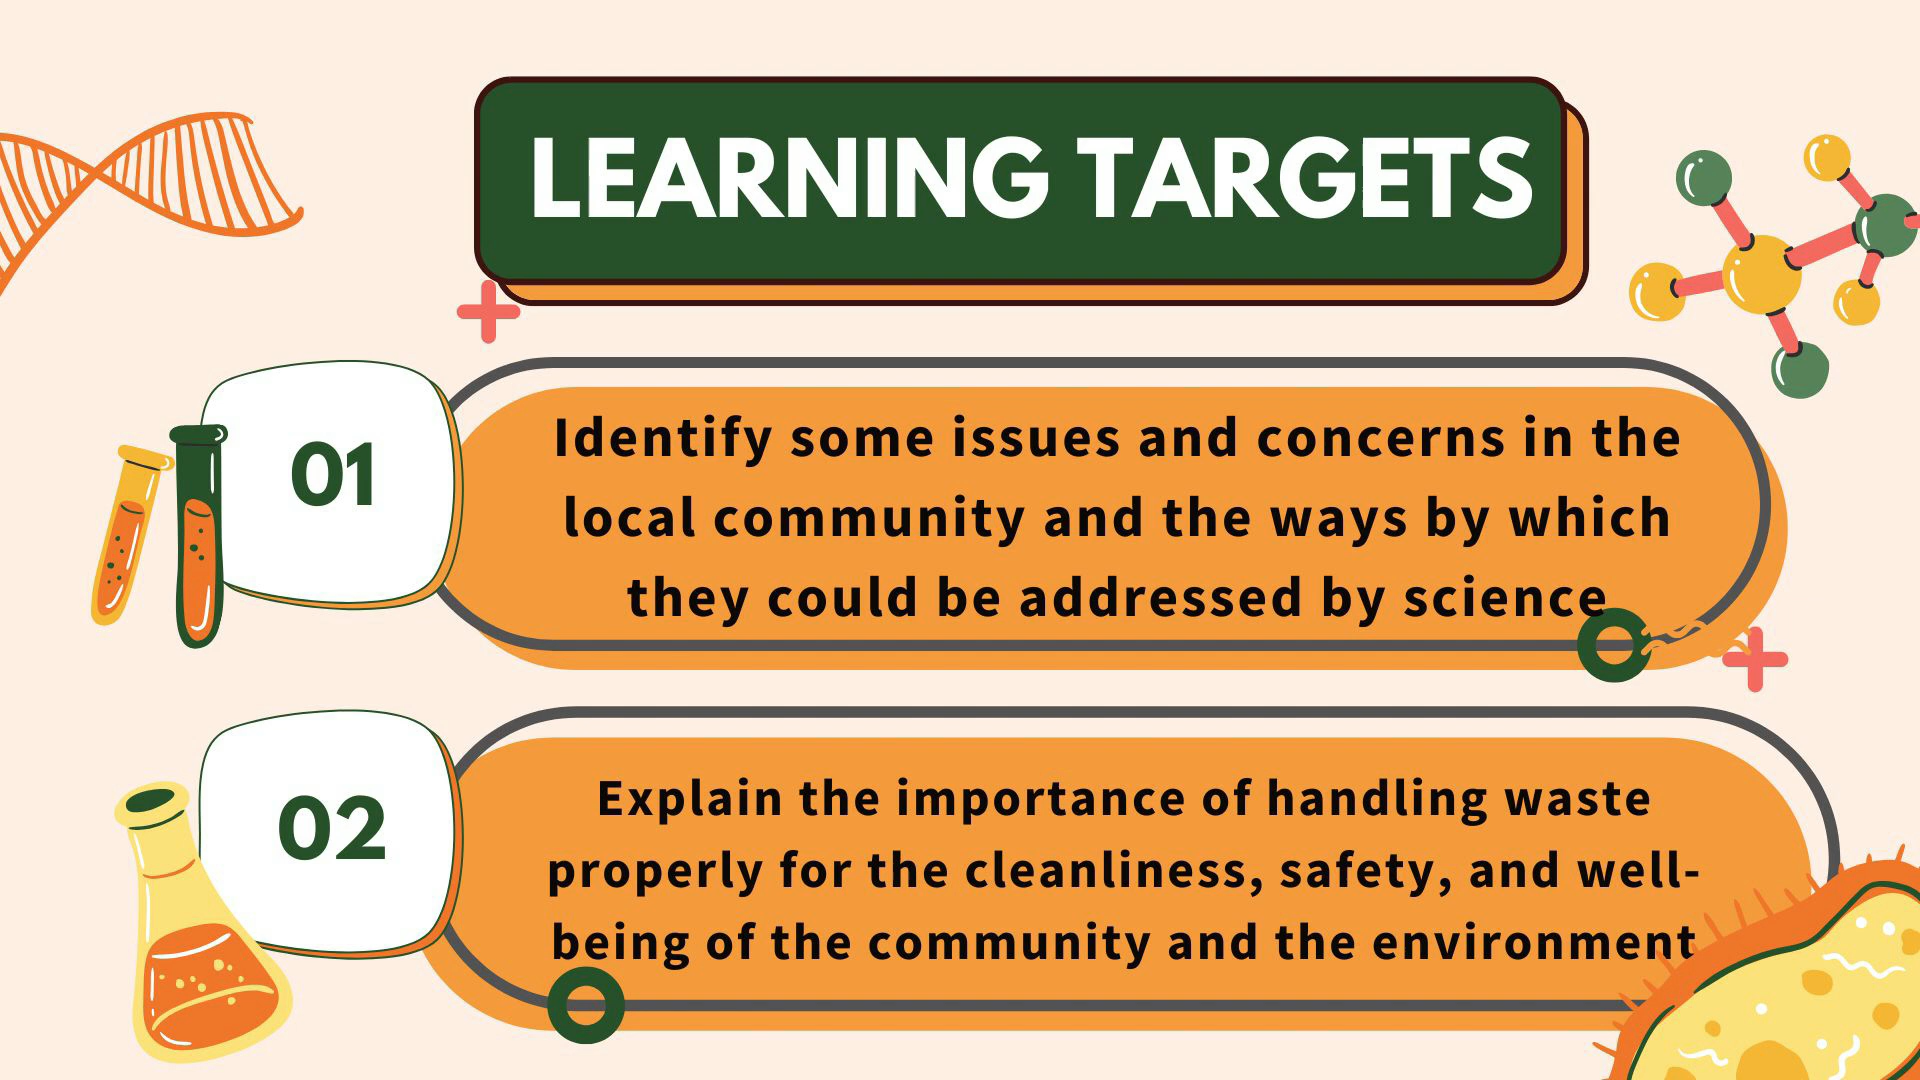 LEARNING TARGETS
01
Identify some issues and concerns in the
local community and the ways by which
they could be addressed by science
02
Explain the importance of handling waste
properly for the cleanliness, safety, and well-
being of the community and the environment